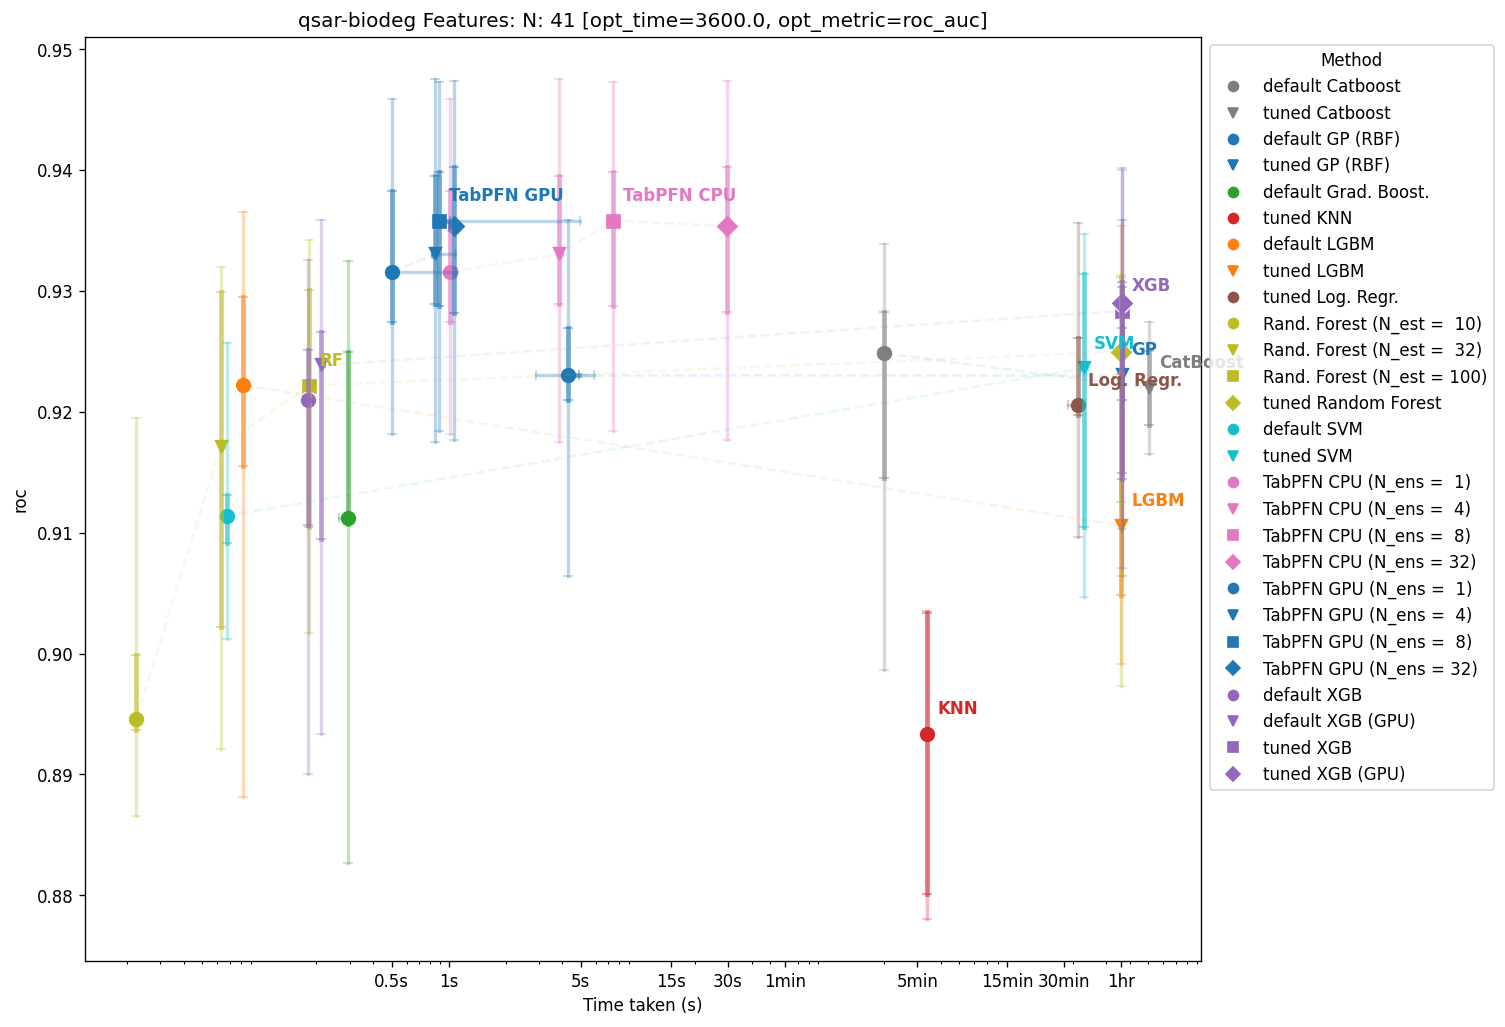 qsar-biodeg Features: N: 41 [opt_time=3600.0, opt_metric=roc_auc]
0.95
0.94
0.93
0.92
0.91
0.90
0.89
0.88
roc
TabPFN GPU
TabPFN CPU
XGB
SVM
GP
CatBoost
RF
Log. Regr.
LGBM
KNN
0.5s
1s
5s
15s
30s
1min
5min
15min
30min
1hr
Time taken (s)
Method
default Catboost
tuned Catboost
default GP (RBF)
tuned GP (RBF)
default Grad. Boost.
tuned KNN
default LGBM
tuned LGBM
tuned Log. Regr.
Rand. Forest (N_est =  10)
Rand. Forest (N_est =  32)
Rand. Forest (N_est = 100)
tuned Random Forest
default SVM
tuned SVM
TabPFN CPU (N_ens =  1)
TabPFN CPU (N_ens =  4)
TabPFN CPU (N_ens =  8)
TabPFN CPU (N_ens = 32)
TabPFN GPU (N_ens =  1)
TabPFN GPU (N_ens =  4)
TabPFN GPU (N_ens =  8)
TabPFN GPU (N_ens = 32)
default XGB
default XGB (GPU)
tuned XGB
tuned XGB (GPU)